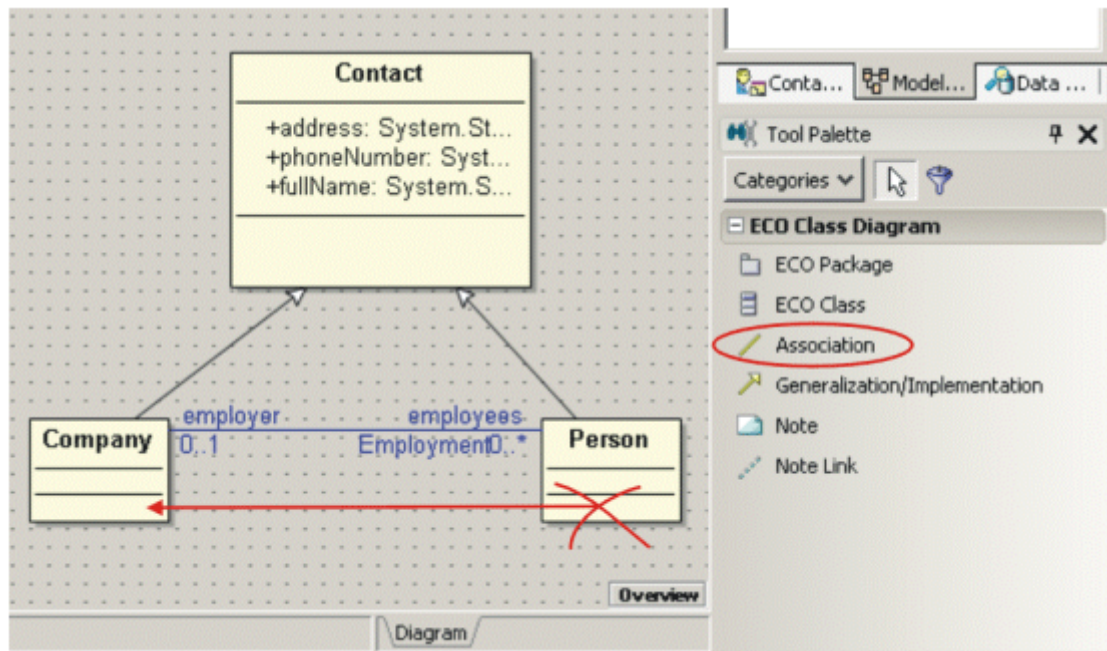 Contact
+address: System.St...
+phoneNumber: Syst...
+fullName: System.S...
employer
employees
Company
0..1
Employment0..*
Person
Overview
Diagram
Conta...
Model...
Data ...
Tool Palette
Categories
ECO Class Diagram
ECO Package
ECO Class
Association
Generalization/Implementation
Note
Note Link